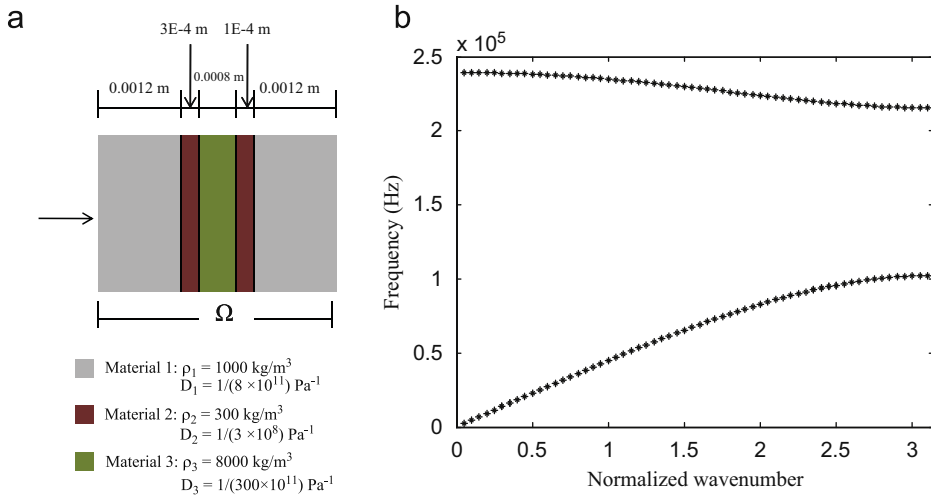 a
3E-4 m
1E-4 m
0.0012 m
0.0008 m
0.0012 m
Ω
Material 1: ρ₁ = 1000 kg/m³
D₁ = 1/(8 ×10¹¹) Pa⁻¹
Material 2: ρ₂ = 300 kg/m³
D₂ = 1/(3 ×10⁸) Pa⁻¹
Material 3: ρ₃ = 8000 kg/m³
D₃ = 1/(300×10¹¹) Pa⁻¹
b
x 10⁵
2.5
2
1.5
1
0.5
0
Frequency (Hz)
0 0.5 1 1.5 2 2.5 3
Normalized wavenumber